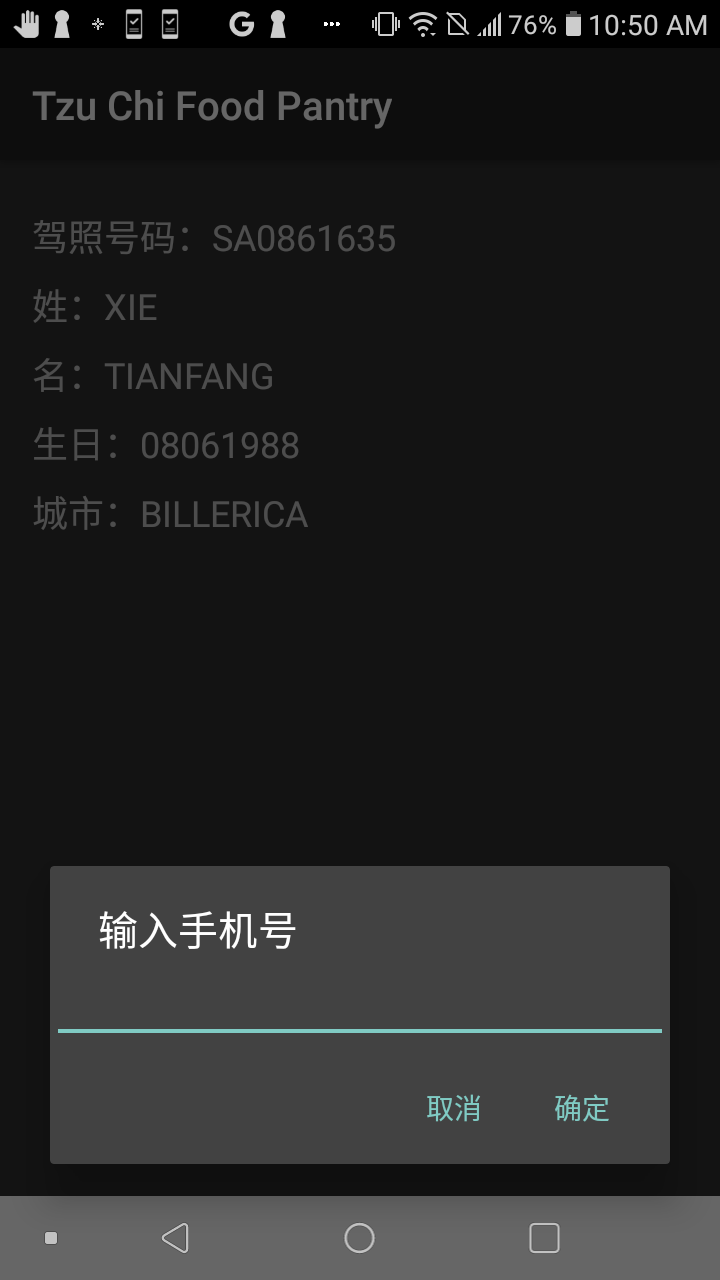 76% 10:50 AM
Tzu Chi Food Pantry
驾照号码：SA0861635
姓：XIE
名：TIANFANG
生日：08061988
城市：BILLERICA
输入手机号
取消 确定